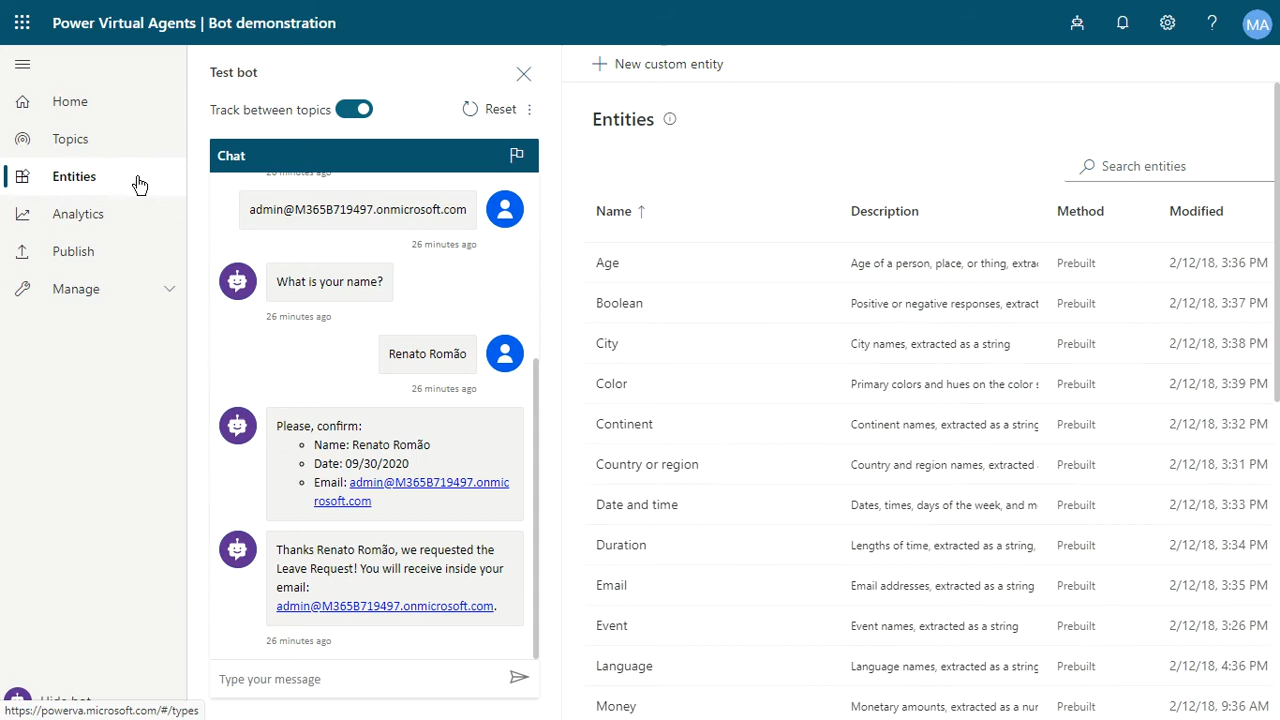 Power Virtual Agents | Bot demonstration
MA
Home
Topics
Entities
Analytics
Publish
Manage
https://powerva.microsoft.com/#/types
Test bot
Track between topics
Reset
Chat
26 minutes ago
admin@M365B719497.onmicrosoft.com
26 minutes ago
What is your name?
26 minutes ago
Renato Romão
26 minutes ago
Please, confirm:
Name: Renato Romão
Date: 09/30/2020
Email: admin@M365B719497.onmic
rosoft.com
Thanks Renato Romão, we requested the
Leave Request! You will receive inside your
email:
admin@M365B719497.onmicrosoft.com.
26 minutes ago
Type your message
New custom entity
Entities
Search entities
Name ↑ Description Method Modified
Age Age of a person, place, or thing, extrac Prebuilt 2/12/18, 3:36 PM
Boolean Positive or negative responses, extract Prebuilt 2/12/18, 3:37 PM
City City names, extracted as a string Prebuilt 2/12/18, 3:38 PM
Color Primary colors and hues on the color s Prebuilt 2/12/18, 3:39 PM
Continent Continent names, extracted as a string Prebuilt 2/12/18, 3:32 PM
Country or region Country and region names, extracted Prebuilt 2/12/18, 3:31 PM
Date and time Dates, times, days of the week, and m Prebuilt 2/12/18, 3:33 PM
Duration Lengths of time, extracted as a string, Prebuilt 2/12/18, 3:34 PM
Email Email addresses, extracted as a string Prebuilt 2/12/18, 3:35 PM
Event Event names, extracted as a string Prebuilt 2/12/18, 3:26 PM
Language Language names, extracted as a string Prebuilt 2/12/18, 4:36 PM
Money Monetary amounts, extracted as a nur Prebuilt 2/12/18, 9:36 AM